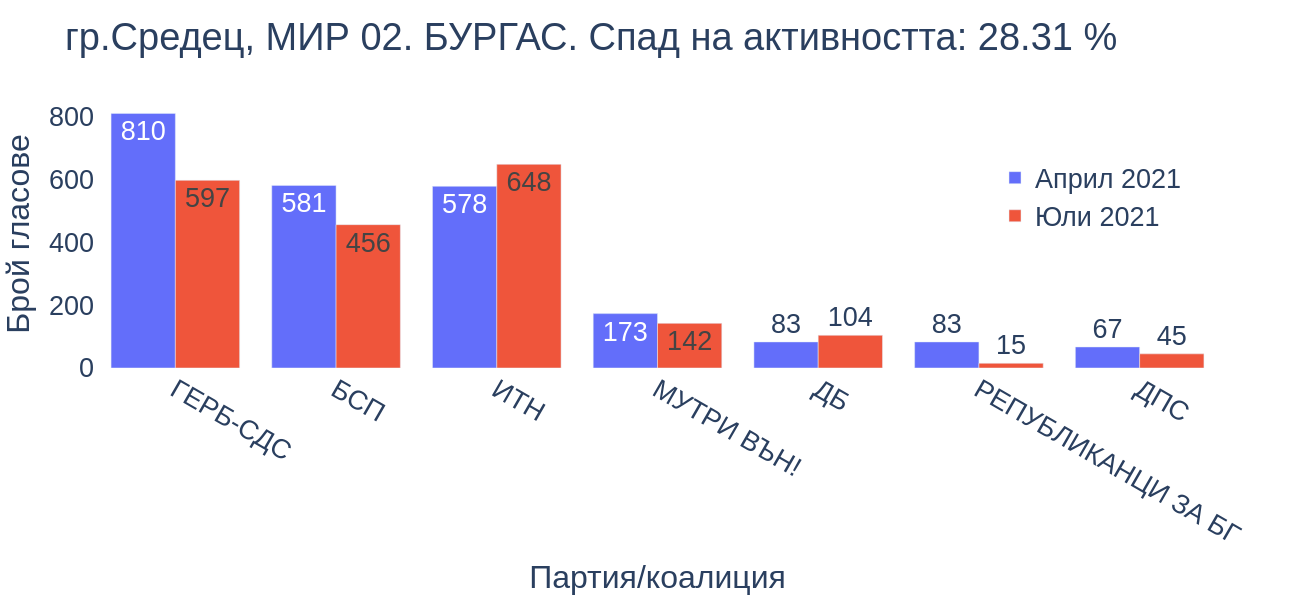 гр.Средец, МИР 02. БУРГАС. Спад на активността: 28.31 %
Брой гласове
800
600
400
200
0
810
597
581
456
578
648
173
142
83
104
83
15
67
45
Април 2021
Юли 2021
ГЕРБ-СДС
БСП
ИТН
МУТРИ ВЪН!
ДБ
РЕПУБЛИКАНЦИ ЗА БГ
ДПС
Партия/коалиция